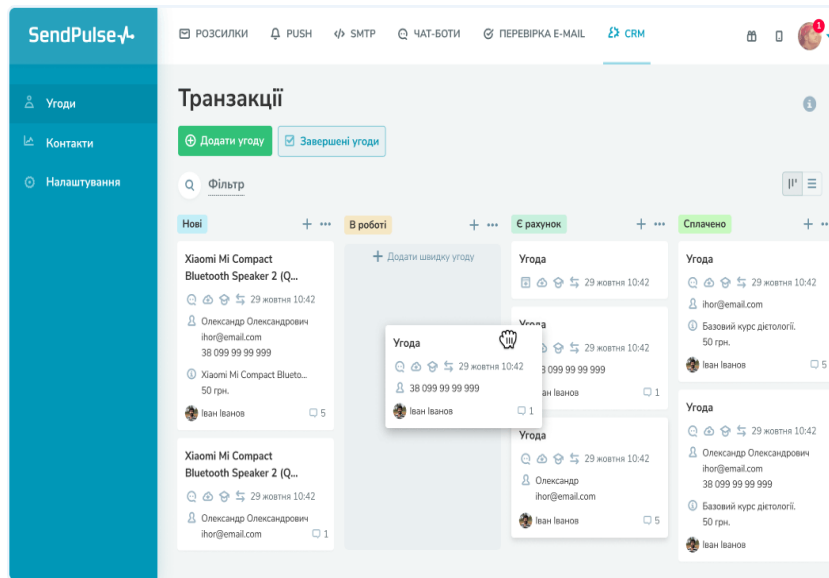 SendPulse
РОЗСИЛКИ
PUSH
SMTP
ЧАТ-БОТИ
ПЕРЕВІРКА E-MAIL
CRM
1
Угоди
Контакти
Налаштування
Транзакції
Додати угоду
Завершені угоди
Фільтр
Нові
Xiaomi Mi Compact
Bluetooth Speaker 2 (Q...
29 жовтня 10:42
Олександр Олександрович
ihor@email.com
38 099 99 99 999
Xiaomi Mi Compact Blueto...
50 грн.
Іван Іванов
5
Xiaomi Mi Compact
Bluetooth Speaker 2 (Q...
29 жовтня 10:42
Олександр Олександрович
ihor@email.com
1
В роботі
Додати швидку угоду
Угода
29 жовтня 10:42
38 099 99 99 999
Іван Іванов
1
Є рахунок
Угода
29 жовтня 10:42
Угода
29 жовтня 10:42
99 99 999
Іванов
1
Угода
29 жовтня 10:42
Олександр
ihor@email.com
Іван Іванов
5
Сплачено
Угода
29 жовтня 10:42
ihor@email.com
Базовий курс дієтології.
50 грн.
Іван Іванов
5
Угода
29 жовтня 10:42
Олександр Олександрович
ihor@email.com
38 099 99 99 999
Базовий курс дієтології.
50 грн.
Іван Іванов